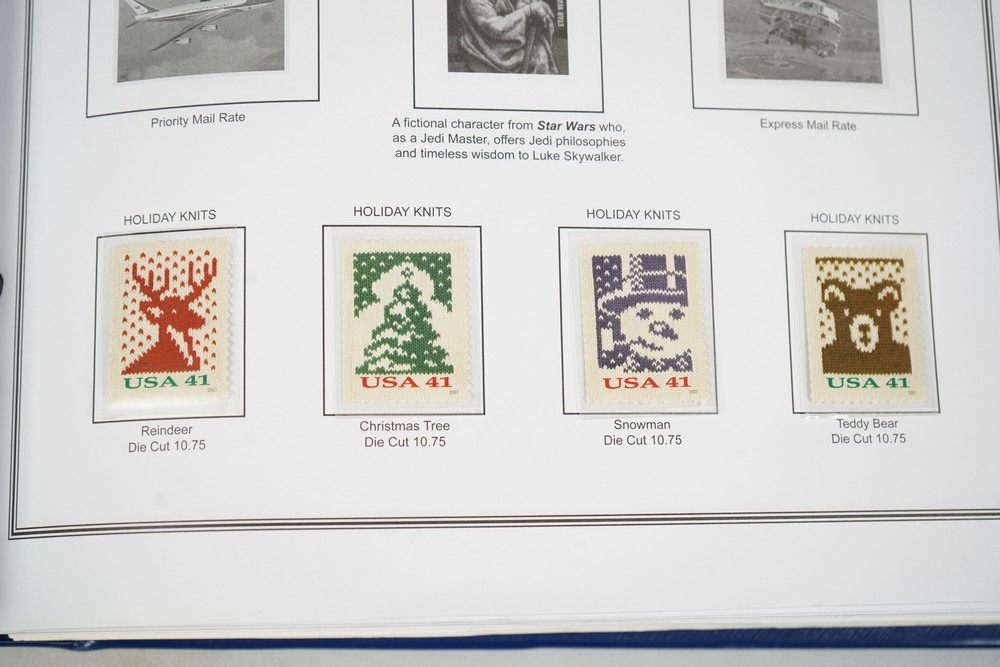 Priority Mail Rate
A fictional character from Star Wars who,
as a Jedi Master, offers Jedi philosophies
and timeless wisdom to Luke Skywalker.
Express Mail Rate
HOLIDAY KNITS
HOLIDAY KNITS
HOLIDAY KNITS
HOLIDAY KNITS
USA 41
USA 41
2007
USA 41
2007
USA 41
Reindeer
Die Cut 10.75
Christmas Tree
Die Cut 10.75
Snowman
Die Cut 10.75
Teddy Bear
Die Cut 10.75